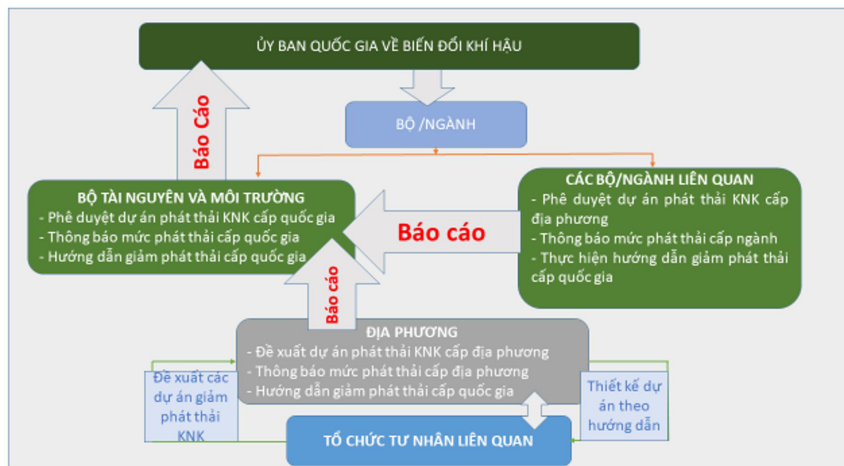 ỦY BAN QUỐC GIA VỀ BIẾN ĐỔI KHÍ HẬU
Báo Cáo
BỘ /NGÀNH
BỘ TÀI NGUYÊN VÀ MÔI TRƯỜNG
- Phê duyệt dự án phát thải KNK cấp quốc gia
- Thông báo mức phát thải cấp quốc gia
- Hướng dẫn giảm phát thải cấp quốc gia
Báo cáo
CÁC BỘ/NGÀNH LIÊN QUAN
- Phê duyệt dự án phát thải KNK cấp
địa phương
- Thông báo mức phát thải cấp ngành
- Thực hiện hướng dẫn giảm phát thải
cấp quốc gia
Báo cáo
ĐỊA PHƯƠNG
- Đề xuất dự án phát thải KNK cấp địa phương
- Thông báo mức phát thải cấp địa phương
- Hướng dẫn giảm phát thải cấp quốc gia
Đề xuất các
dự án giảm
phát thải
KNK
Thiết kế dự
án theo
hướng dẫn
TỔ CHỨC TƯ NHÂN LIÊN QUAN